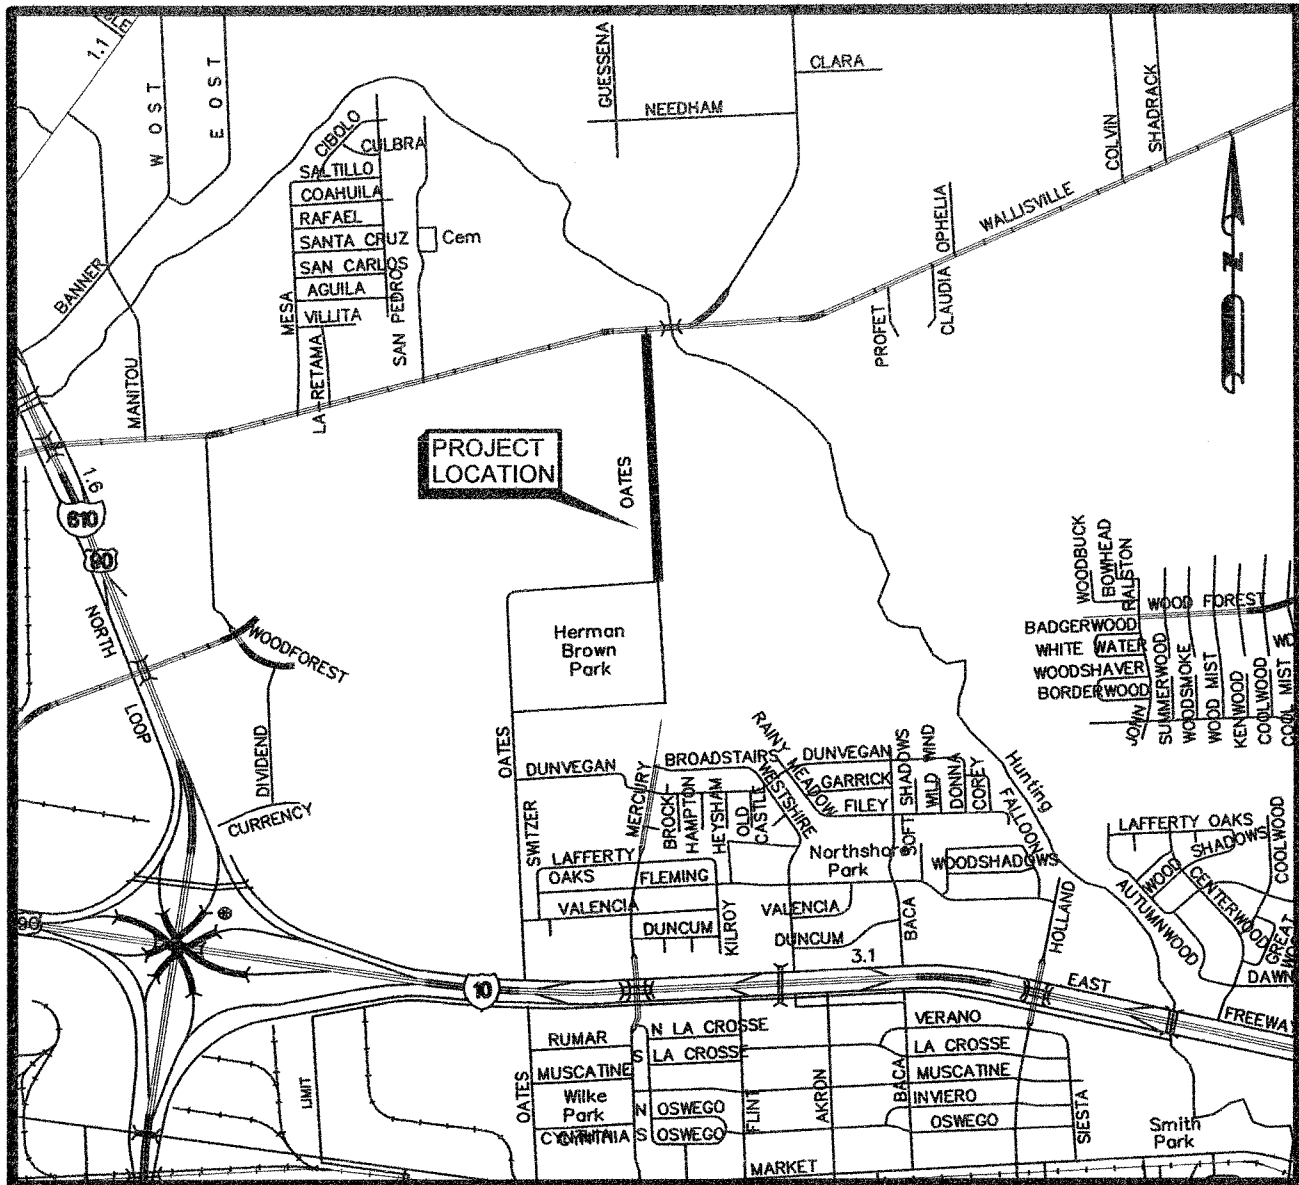 1.1
WOST
EOST
GUESSENA
CLARA
NEEDHAM
COLVIN
SHADRACK
CIBOLO
CULBRA
SALTILLO
COAHUILA
RAFAEL
SANTA CRUZ
Cem
SAN CARLOS
AGUILA
VILLITA
MESA
LA-RETAMA
SAN PEDRO
BANNER
MANITOU
WALLISVILLE
OPHELIA
CLAUDIA
PROFET
N
PROJECT
LOCATION
OATES
1.6
610
90
NORTH
LOOP
WOODFOREST
DIVIDEND
CURRENCY
Herman
Brown
Park
WOODBUCK
BOWHEAD
RALSTON
WOOD FOREST
BADGERWOOD
WHITE WATER
WOODSHAVER
BORDERWOOD
JOHN
SUMMERWOOD
WOODSMOKE
WOOD MIST
KENWOOD
COOLWOOD
COOL MIST
WD
OATES
SWITZER
DUNVEGAN
MERCURY
BROADSTAIRS
RAINY MEADOW
WESTSHIRE
DUNVEGAN
GARRICK
FILEY
SOFT SHADOWS
WILD WIND
DONNA
COREY
BROCK-
HAMPTON
HEYSHAM
OLD
CASTLE
Hunting
FALLOON
LAFFERTY
OAKS
FLEMING
VALENCIA
DUNCUM
KILROY
Northshore
Park
WOODSHADOWS
VALENCIA
DUNCUM
BACA
HOLLAND
LAFFERTY OAKS
WOOD SHADOWS
COOLWOOD
AUTUMNWOOD
CENTERWOOD
GREAT
DAWN
90
10
3.1
EAST
FREEWAY
LIMIT
OATES
RUMAR
MUSCATINE
Wilke
Park
CYNTHIA
N LA CROSSE
S LA CROSSE
N OSWEGO
S OSWEGO
FLINT
AKRON
BACA
VERANO
LA CROSSE
MUSCATINE
INVIERO
OSWEGO
SIESTA
Smith
Park
MARKET